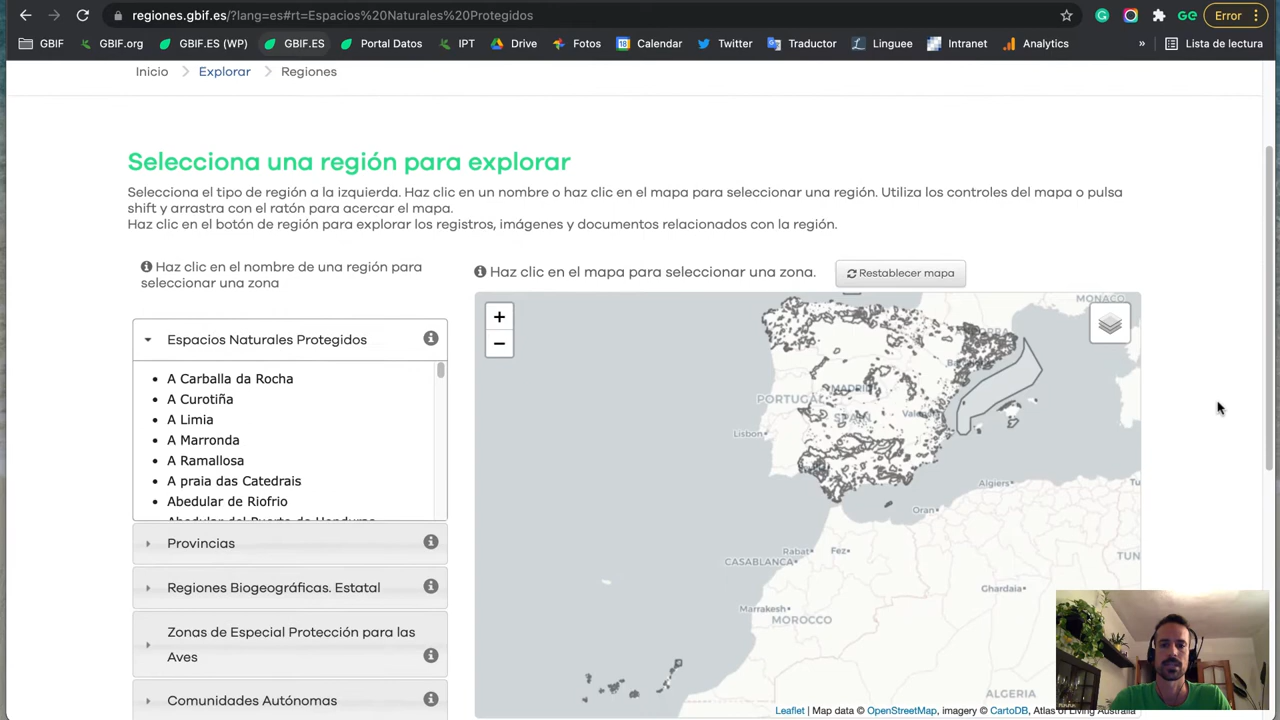 regiones.gbif.es/?lang=es#rt=Espacios%20Naturales%20Protegidos
Error
GBIF
GBIF.org
GBIF.ES (WP)
GBIF.ES
Portal Datos
IPT
Drive
Fotos
18 Calendar
Twitter
Traductor
Linguee
Intranet
Analytics
»
Lista de lectura
Inicio
Explorar
Regiones
Selecciona una región para explorar
Selecciona el tipo de región a la izquierda. Haz clic en un nombre o haz clic en el mapa para seleccionar una región. Utiliza los controles del mapa o pulsa
shift y arrastra con el ratón para acercar el mapa.
Haz clic en el botón de región para explorar los registros, imágenes y documentos relacionados con la región.
Haz clic en el nombre de una región para
seleccionar una zona
Haz clic en el mapa para seleccionar una zona.
Restablecer mapa
Espacios Naturales Protegidos
A Carballa da Rocha
A Curotiña
A Limia
A Marronda
A Ramallosa
A praia das Catedrais
Abedular de Riofrio
Provincias
Regiones Biogeográficas. Estatal
Zonas de Especial Protección para las
Aves
Comunidades Autónomas
+
−
MONACO
PORTUGAL
MADRID
SPAIN
Lisbon
Algiers
Oran
Rabat
Fez
CASABLANCA
TUN
Ghardaia
Marrakesh
MOROCCO
ALGERIA
Leaflet | Map data © OpenStreetMap, imagery © CartoDB, Atlas of Living Australia